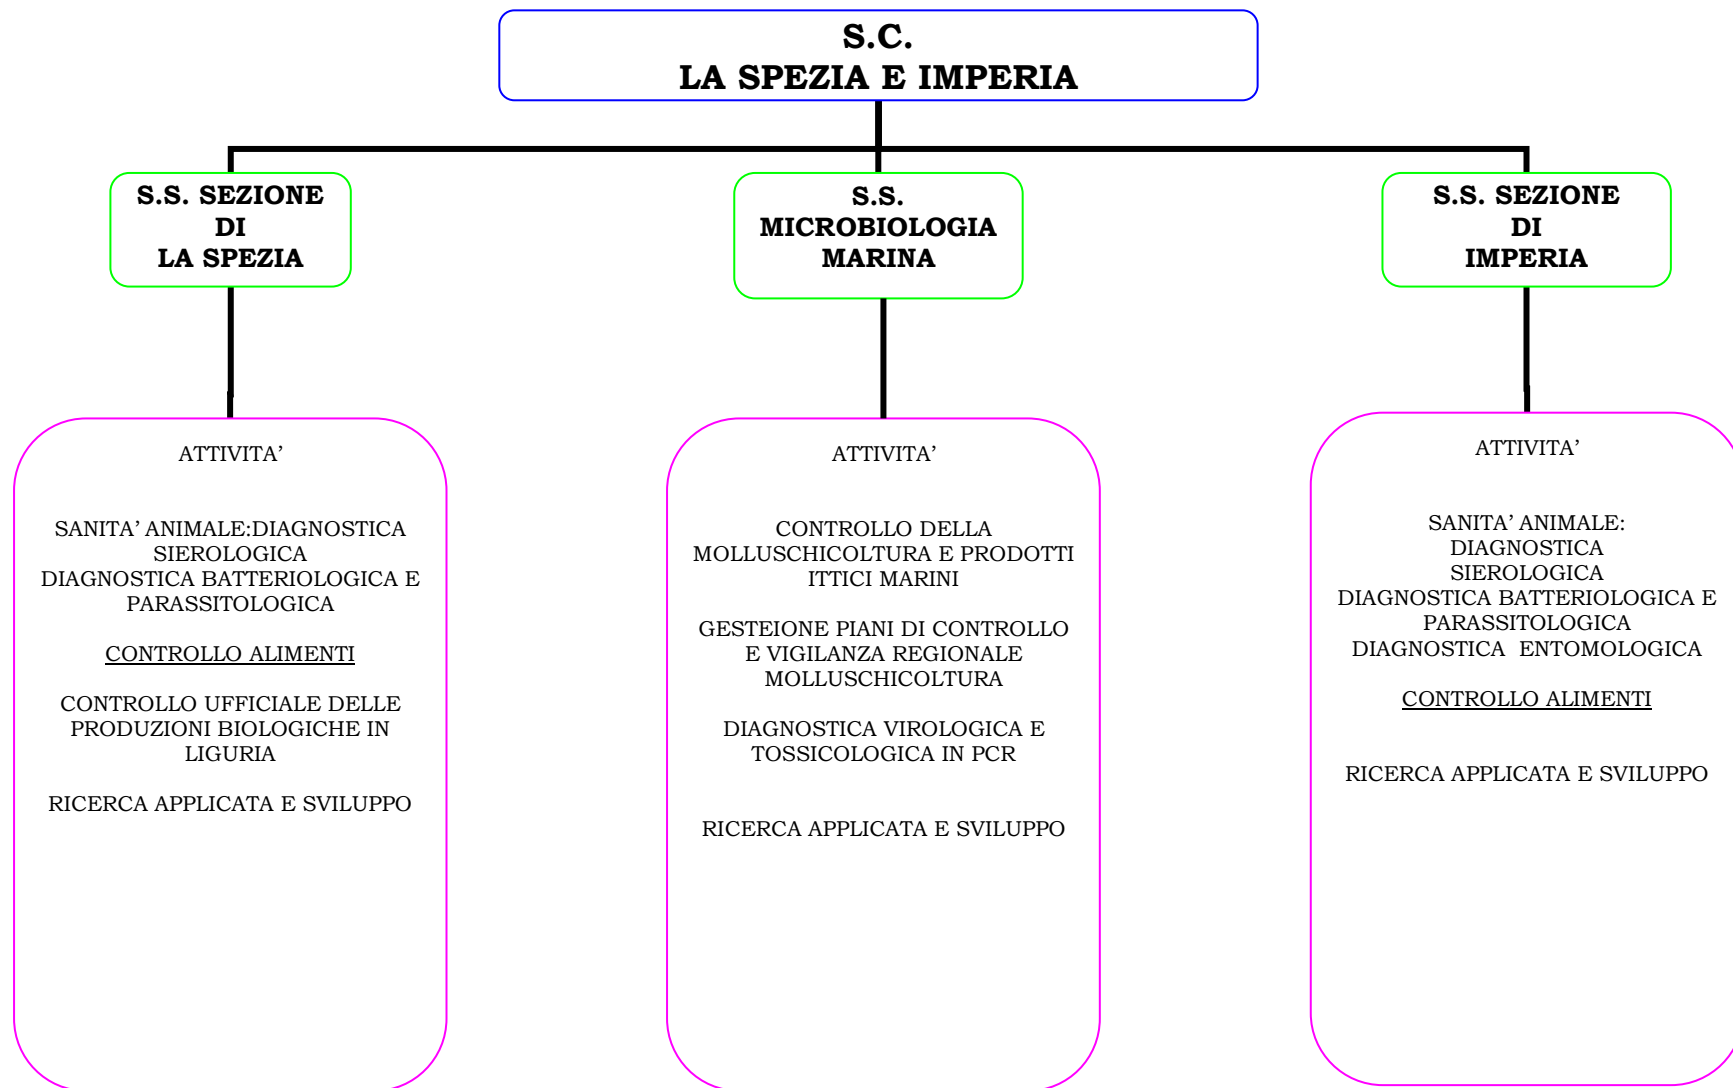 S.C.
LA SPEZIA E IMPERIA
S.S. SEZIONE
DI
LA SPEZIA
S.S.
MICROBIOLOGIA
MARINA
S.S. SEZIONE
DI
IMPERIA
ATTIVITA’
SANITA’ ANIMALE:DIAGNOSTICA
SIEROLOGICA
DIAGNOSTICA BATTERIOLOGICA E
PARASSITOLOGICA
CONTROLLO ALIMENTI
CONTROLLO UFFICIALE DELLE
PRODUZIONI BIOLOGICHE IN
LIGURIA
RICERCA APPLICATA E SVILUPPO
ATTIVITA’
CONTROLLO DELLA
MOLLUSCHICOLTURA E PRODOTTI
ITTICI MARINI
GESTEIONE PIANI DI CONTROLLO
E VIGILANZA REGIONALE
MOLLUSCHICOLTURA
DIAGNOSTICA VIROLOGICA E
TOSSICOLOGICA IN PCR
RICERCA APPLICATA E SVILUPPO
ATTIVITA’
SANITA’ ANIMALE:
DIAGNOSTICA
SIEROLOGICA
DIAGNOSTICA BATTERIOLOGICA E
PARASSITOLOGICA
DIAGNOSTICA  ENTOMOLOGICA
CONTROLLO ALIMENTI
RICERCA APPLICATA E SVILUPPO